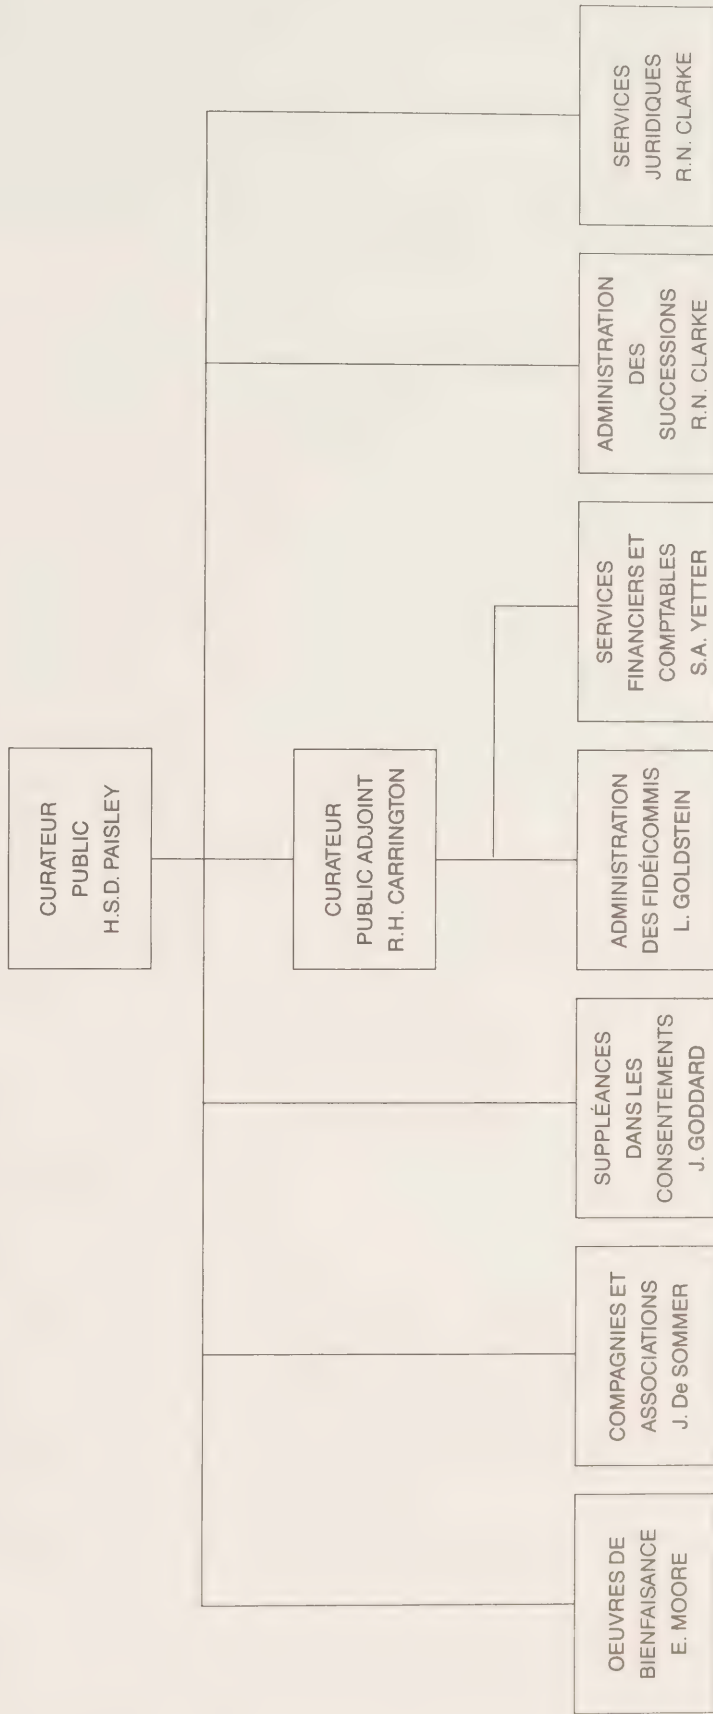 CURATEUR
PUBLIC
H.S.D. PAISLEY
CURATEUR
PUBLIC ADJOINT
R.H. CARRINGTON
OEUVRES DE
BIENFAISANCE
E. MOORE
COMPAGNIES ET
ASSOCIATIONS
J. De SOMMER
SUPPLÉANCES
DANS LES
CONSENTEMENTS
J. GODDARD
ADMINISTRATION
DES FIDÉICOMMIS
L. GOLDSTEIN
SERVICES
FINANCIERS ET
COMPTABLES
S.A. YETTER
ADMINISTRATION
DES
SUCCESSIONS
R.N. CLARKE
SERVICES
JURIDIQUES
R.N. CLARKE